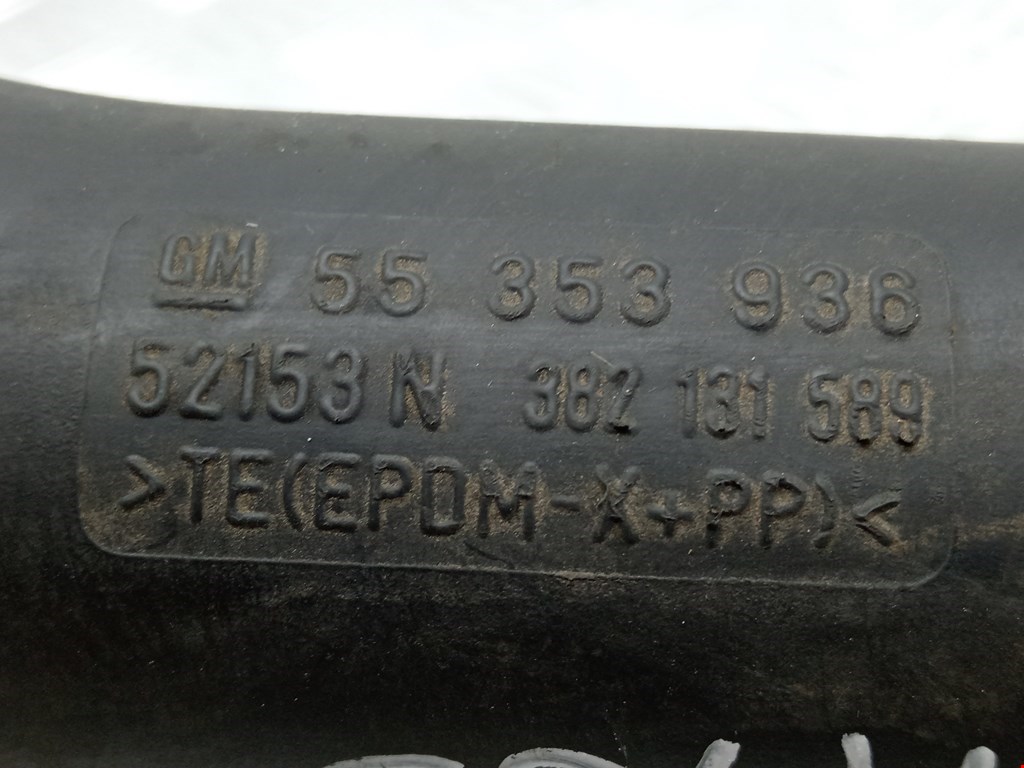 GM 55 353 936
52153 N 382 131 589
>TE(EPDM-X+PP)<